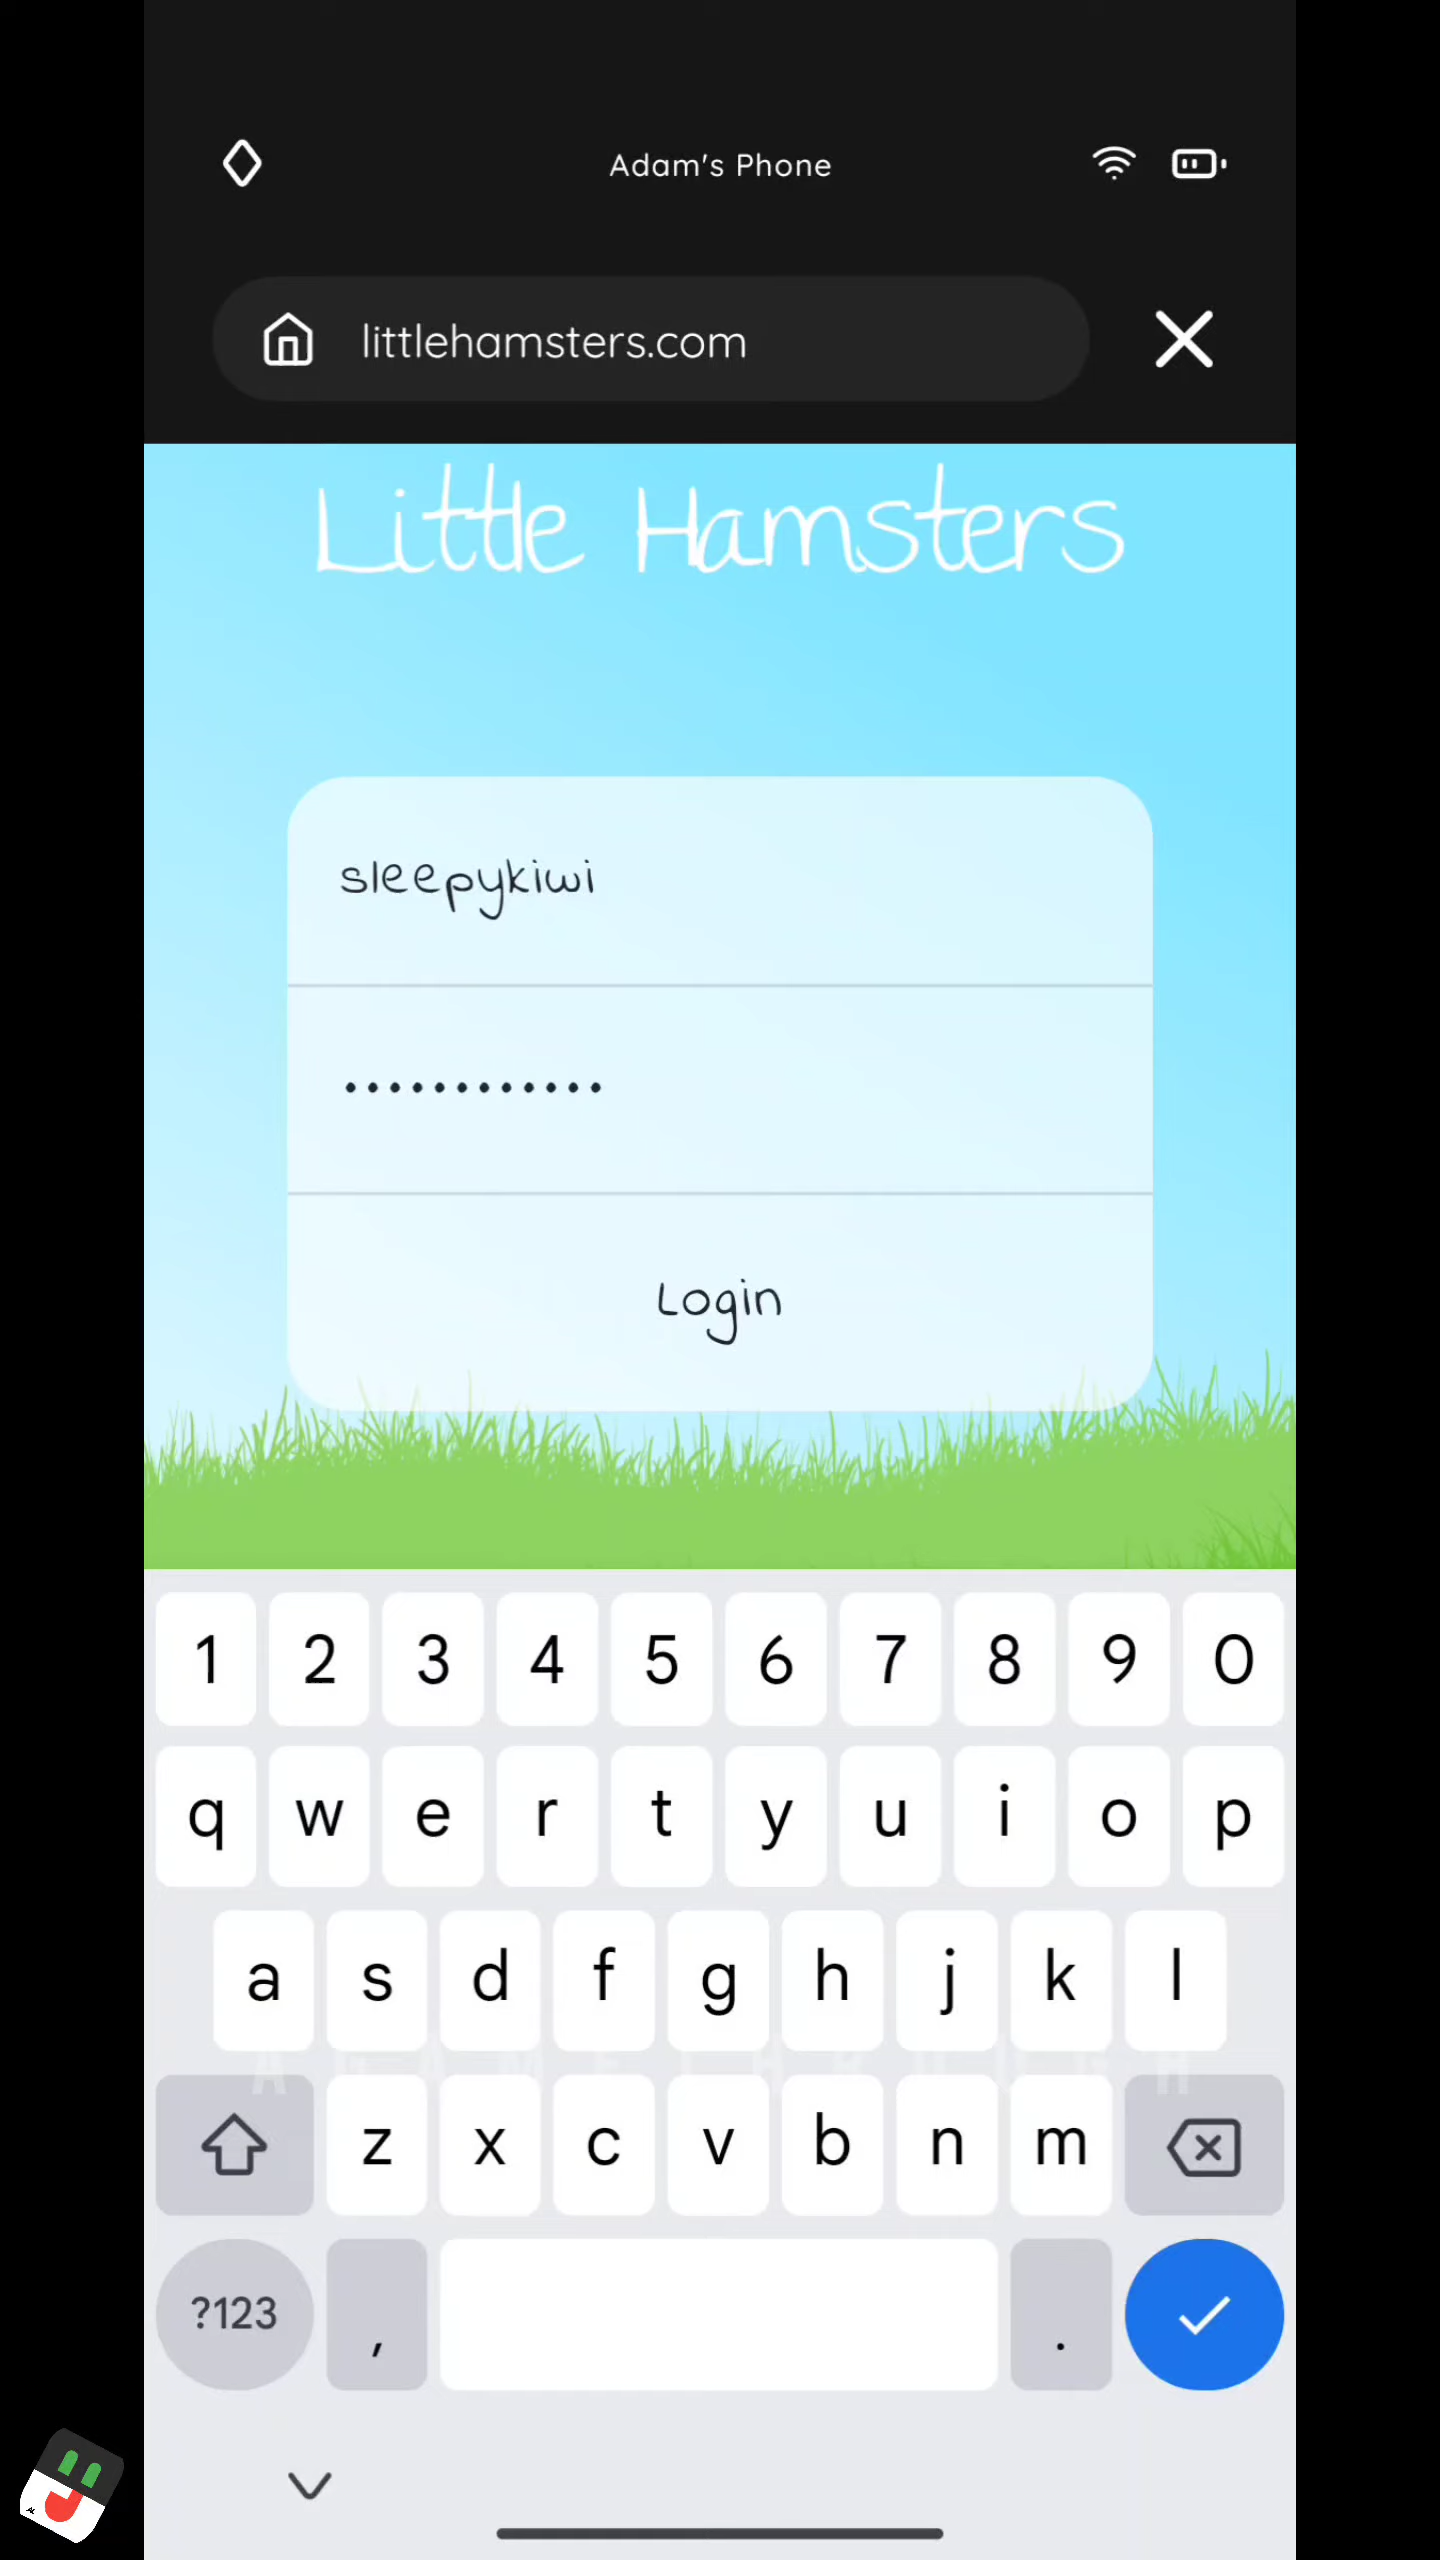 Adam's Phone
littlehamsters.com
Little Hamsters
sleepykiwi
••••••••••••
Login
1 2 3 4 5 6 7 8 9 0
q w e r t y u i o p
a s d f g h j k l
A GAMETHROUGH
z x c v b n m
?123 , .